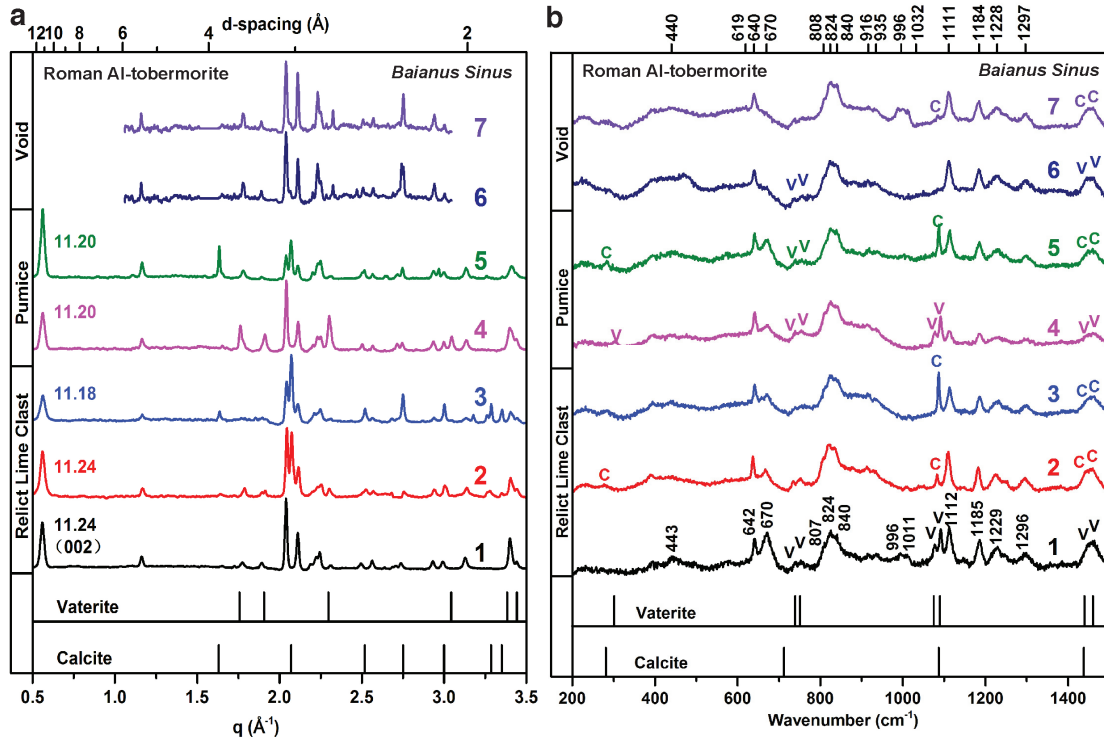 a
d-spacing (Å)
12 10 8 6 4 2
Roman Al-tobermorite Baianus Sinus
Void
7
6
Pumice
11.20
5
11.20
4
Relict Lime Clast
11.18
3
11.24
2
11.24
(002)
1
Vaterite
Calcite
0.5 1.0 1.5 2.0 2.5 3.0 3.5
q (Å-1)
b
440 619 640 670 808 824 840 916 935 996 1032 1111 1184 1228 1297
Roman Al-tobermorite Baianus Sinus
Void
7
C C C
6
V V V V
Pumice
5
C V V C C C
4
V V V V V V V
Relict Lime Clast
3
C C C
2
C C C C
1
443 642 670 V V 807 824 840 996 1011 V V 1112 1185 1229 1296 V V
Vaterite
Calcite
200 400 600 800 1000 1200 1400
Wavenumber (cm-1)